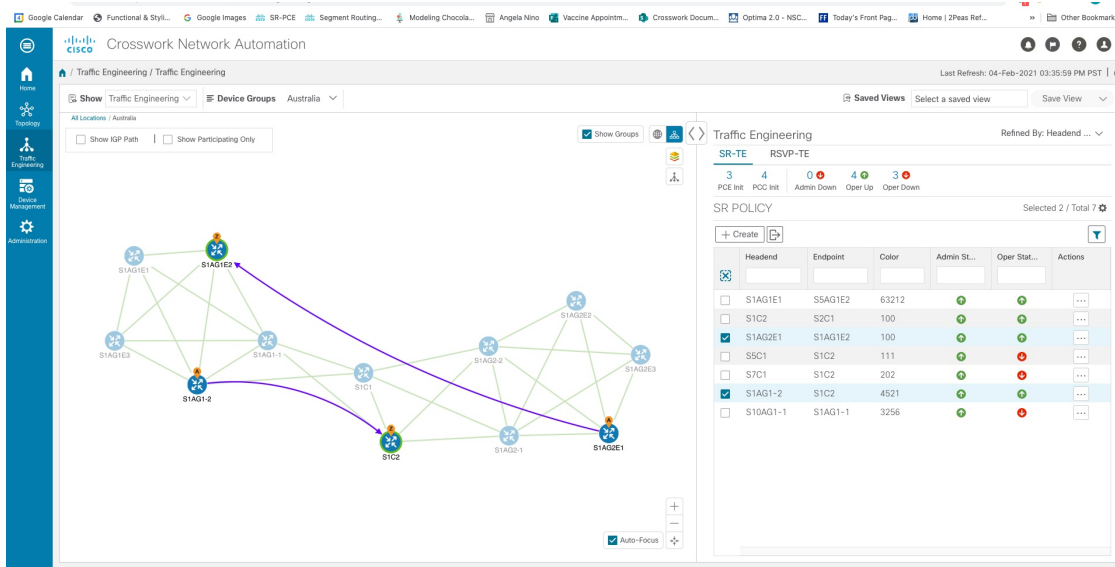 Google Calendar Functional & Styli... Google Images SR-PCE Segment Routing... Modeling Chocola... Angela Nino Vaccine Appointm... Crosswork Docum... Optima 2.0 - NSC... Today's Front Pag... Home | 2Peas Ref... » Other Bookmark
CISCO Crosswork Network Automation
/ Traffic Engineering / Traffic Engineering Last Refresh: 04-Feb-2021 03:35:59 PM PST |
Home
Topology
Traffic Engineering
Device Management
Administration
Show Traffic Engineering Device Groups Australia Saved Views Select a saved view Save View
All Locations / Australia
Show IGP Path | Show Participating Only Show Groups
S1AG1E1
Z
S1AG1E2
S1AG2E2
S1AG1E3
S1AG1-1
S1AG2-2
S1AG2E3
A
S1AG1-2
S1C1
Z
S1C2
S1AG2-1
A
S1AG2E1
+
−
Auto-Focus
Traffic Engineering Refined By: Headend ...
SR-TE RSVP-TE
3 4 0 4 3
PCE Init PCC Init Admin Down Oper Up Oper Down
SR POLICY Selected 2 / Total 7
+ Create
Headend Endpoint Color Admin St... Oper Stat... Actions
S1AG1E1 S5AG1E2 63212 ...
S1C2 S2C1 100 ...
S1AG2E1 S1AG1E2 100 ...
S5C1 S1C2 111 ...
S7C1 S1C2 202 ...
S1AG1-2 S1C2 4521 ...
S10AG1-1 S1AG1-1 3256 ...